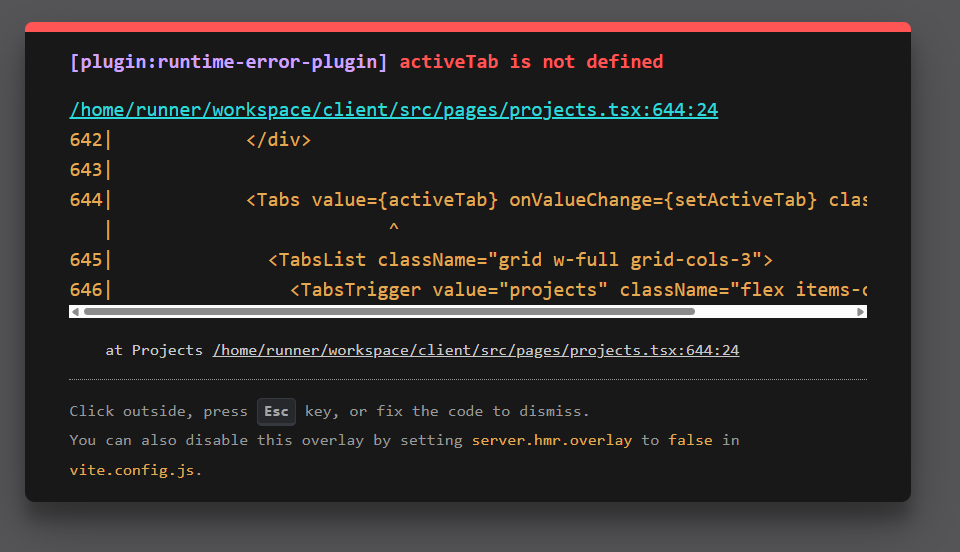 [plugin:runtime-error-plugin] activeTab is not defined
/home/runner/workspace/client/src/pages/projects.tsx:644:24
642|            </div>
643|
644|            <Tabs value={activeTab} onValueChange={setActiveTab} clas
   |                         ^
645|              <TabsList className="grid w-full grid-cols-3">
646|                <TabsTrigger value="projects" className="flex items-c
at Projects /home/runner/workspace/client/src/pages/projects.tsx:644:24
Click outside, press Esc key, or fix the code to dismiss.
You can also disable this overlay by setting server.hmr.overlay to false in
vite.config.js.